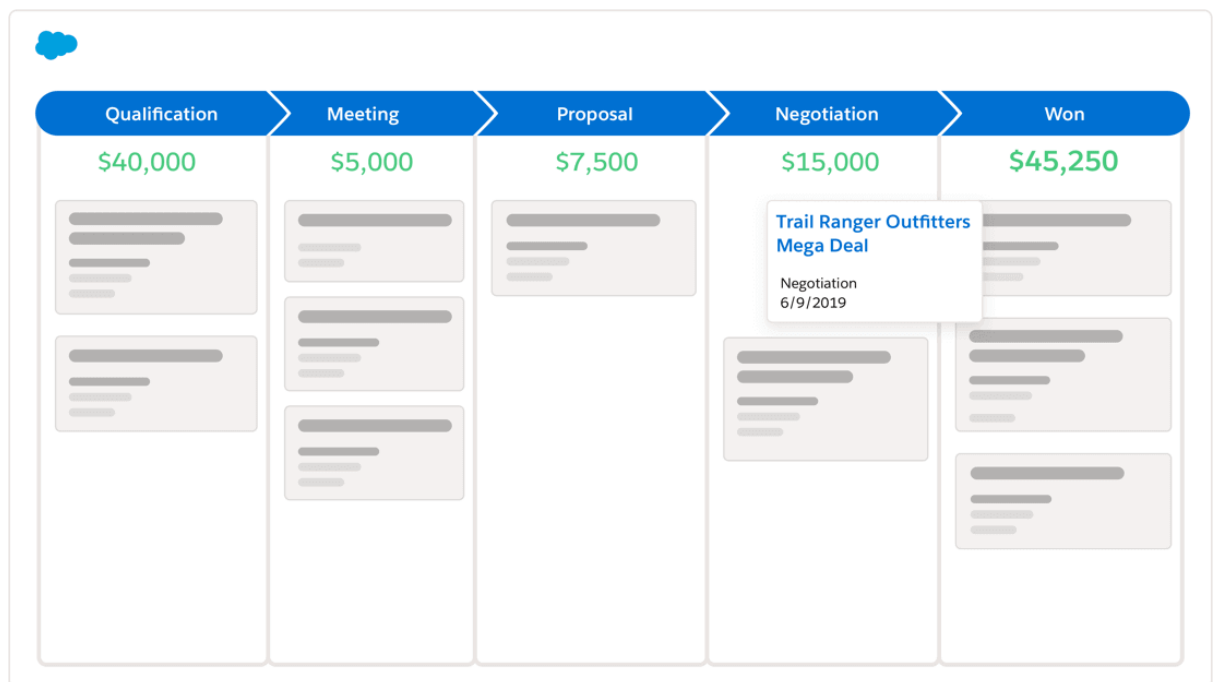 Qualification
Meeting
Proposal
Negotiation
Won
$40,000
$5,000
$7,500
$15,000
$45,250
Trail Ranger Outfitters
Mega Deal
Negotiation
6/9/2019